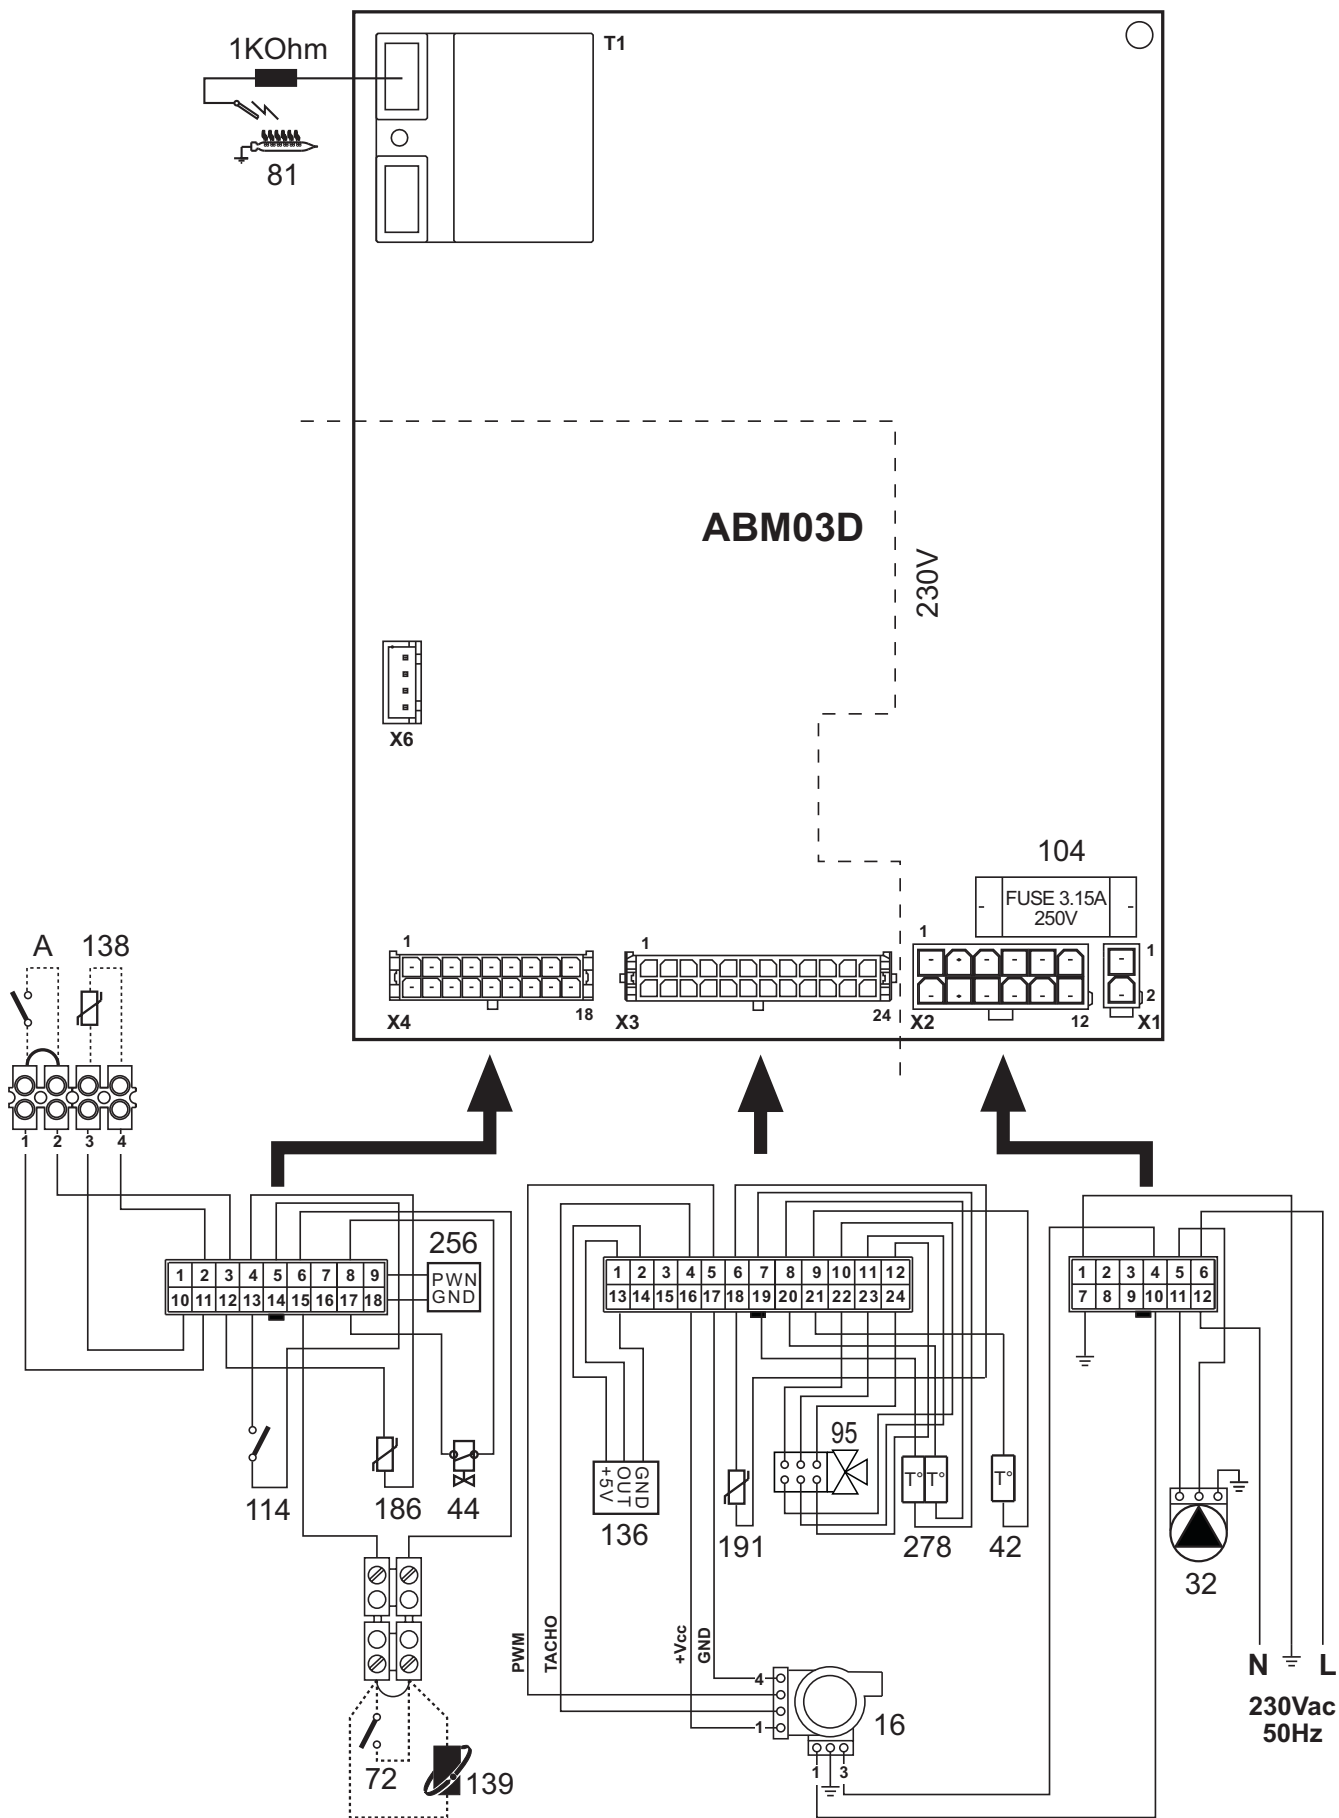 1KOhm
T1
81
ABM03D
230V
X6
104
FUSE 3.15A
250V
1
1
1
1
A 138
X4 18 X3 24 X2 12 2 X1
1 2 3 4
256
PWN
GND
1 2 3 4 5 6 7 8 9
10 11 12 13 14 15 16 17 18
1 2 3 4 5 6 7 8 9 10 11 12
13 14 15 16 17 18 19 20 21 22 23 24
1 2 3 4 5 6
7 8 9 10 11 12
95
T° T°
T°
+5V
OUT
GND
114 186 44 136 191 278 42
32
PWM
TACHO
+Vcc
GND
4
1
16
1 3
72 139
N L
230Vac
50Hz